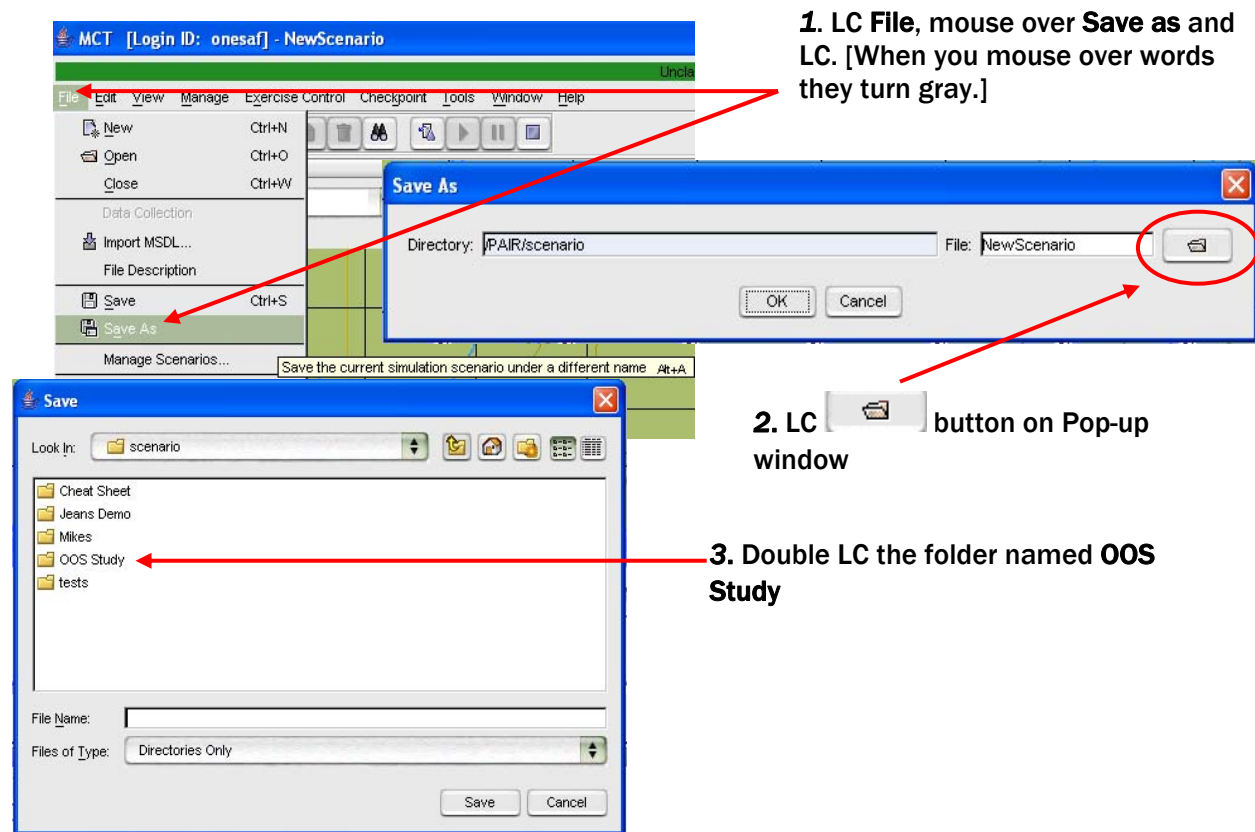 MCT [Login ID: onesaf] - NewScenario
Uncla
File Edit View Manage Exercise Control Checkpoint Tools Window Help
New Ctrl+N
Open Ctrl+O
Close Ctrl+W
Data Collection
Import MSDL...
File Description
Save Ctrl+S
Save As
Manage Scenarios...
Save the current simulation scenario under a different name Alt+A
1. LC File, mouse over Save as and
LC. [When you mouse over words
they turn gray.]
Save As
Directory: /PAIR/scenario File: NewScenario
OK Cancel
2. LC button on Pop-up
window
Save
Look In: scenario
Cheat Sheet
Jeans Demo
Mikes
OOS Study
tests
File Name:
Files of Type: Directories Only
Save Cancel
3. Double LC the folder named OOS
Study